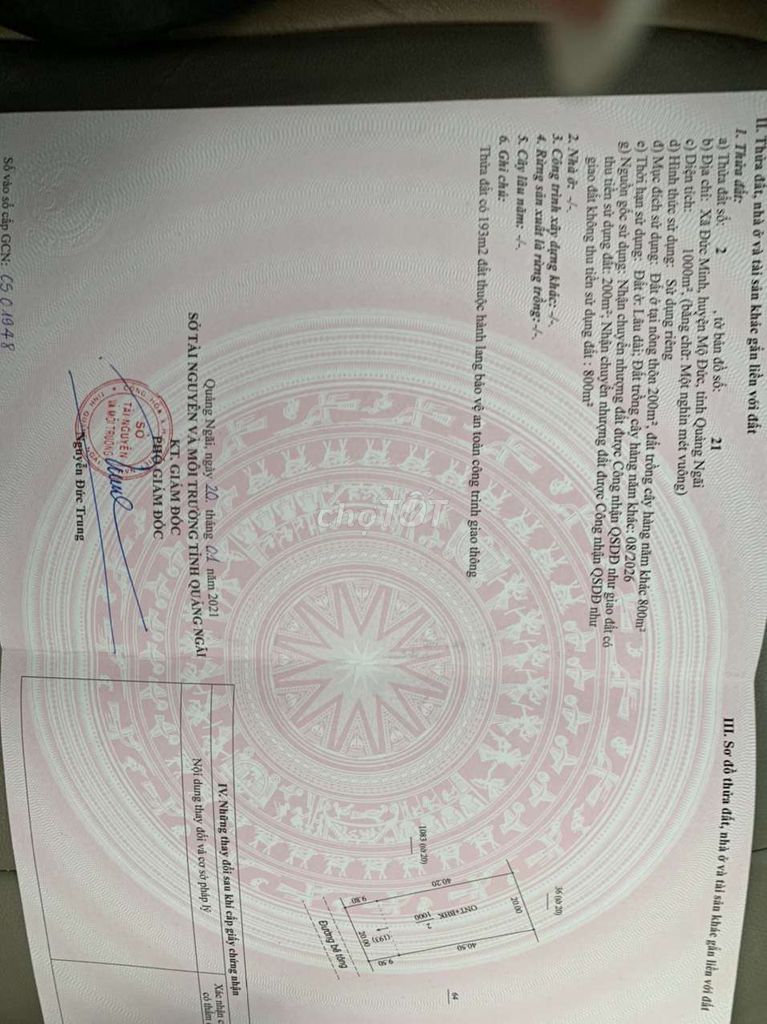 II. Thửa đất, nhà ở và tài sản khác gắn liền với đất
1. Thửa đất:
a) Thửa đất số: 2 , tờ bản đồ số: 21
b) Địa chỉ: Xã Đức Minh, huyện Mộ Đức, tỉnh Quảng Ngãi
c) Diện tích: 1000m², (bằng chữ: Một nghìn mét vuông)
d) Hình thức sử dụng: Sử dụng riêng
đ) Mục đích sử dụng: Đất ở tại nông thôn 200m², đất trồng cây hàng năm khác 800m²
e) Thời hạn sử dụng: Đất ở: Lâu dài; Đất trồng cây hàng năm khác: 08/2026
g) Nguồn gốc sử dụng: Nhận chuyển nhượng đất được Công nhận QSDĐ như giao đất có
thu tiền sử dụng đất: 200m²; Nhận chuyển nhượng đất được Công nhận QSDĐ như
giao đất không thu tiền sử dụng đất : 800m²
2. Nhà ở: -/-.
3. Công trình xây dựng khác: -/-.
4. Rừng sản xuất là rừng trồng: -/-.
5. Cây lâu năm: -/-.
6. Ghi chú:
Thửa đất có 193m2 đất thuộc hành lang bảo vệ an toàn công trình giao thông
Quảng Ngãi, ngày 20 tháng 01 năm 2021
SỞ TÀI NGUYÊN VÀ MÔI TRƯỜNG TỈNH QUẢNG NGÃI
KT. GIÁM ĐỐC
PHÓ GIÁM ĐỐC
SỞ
TÀI NGUYÊN
VÀ MÔI TRƯỜNG
Nguyễn Đức Trung
Số vào sổ cấp GCN: CS 01948
III. Sơ đồ thửa đất, nhà ở và tài sản khác gắn liền với đất
36 (tờ 20)
1083 (tờ 20)
20.00
40.20
ONT+BHK
2
1000
40.50
64
(193)
9.80
20.00
9.50
Đường bê tông
IV. Những thay đổi sau khi cấp giấy chứng nhận
Nội dung thay đổi và cơ sở pháp lý
Xác nhận c
có thẩm
chợTỐT